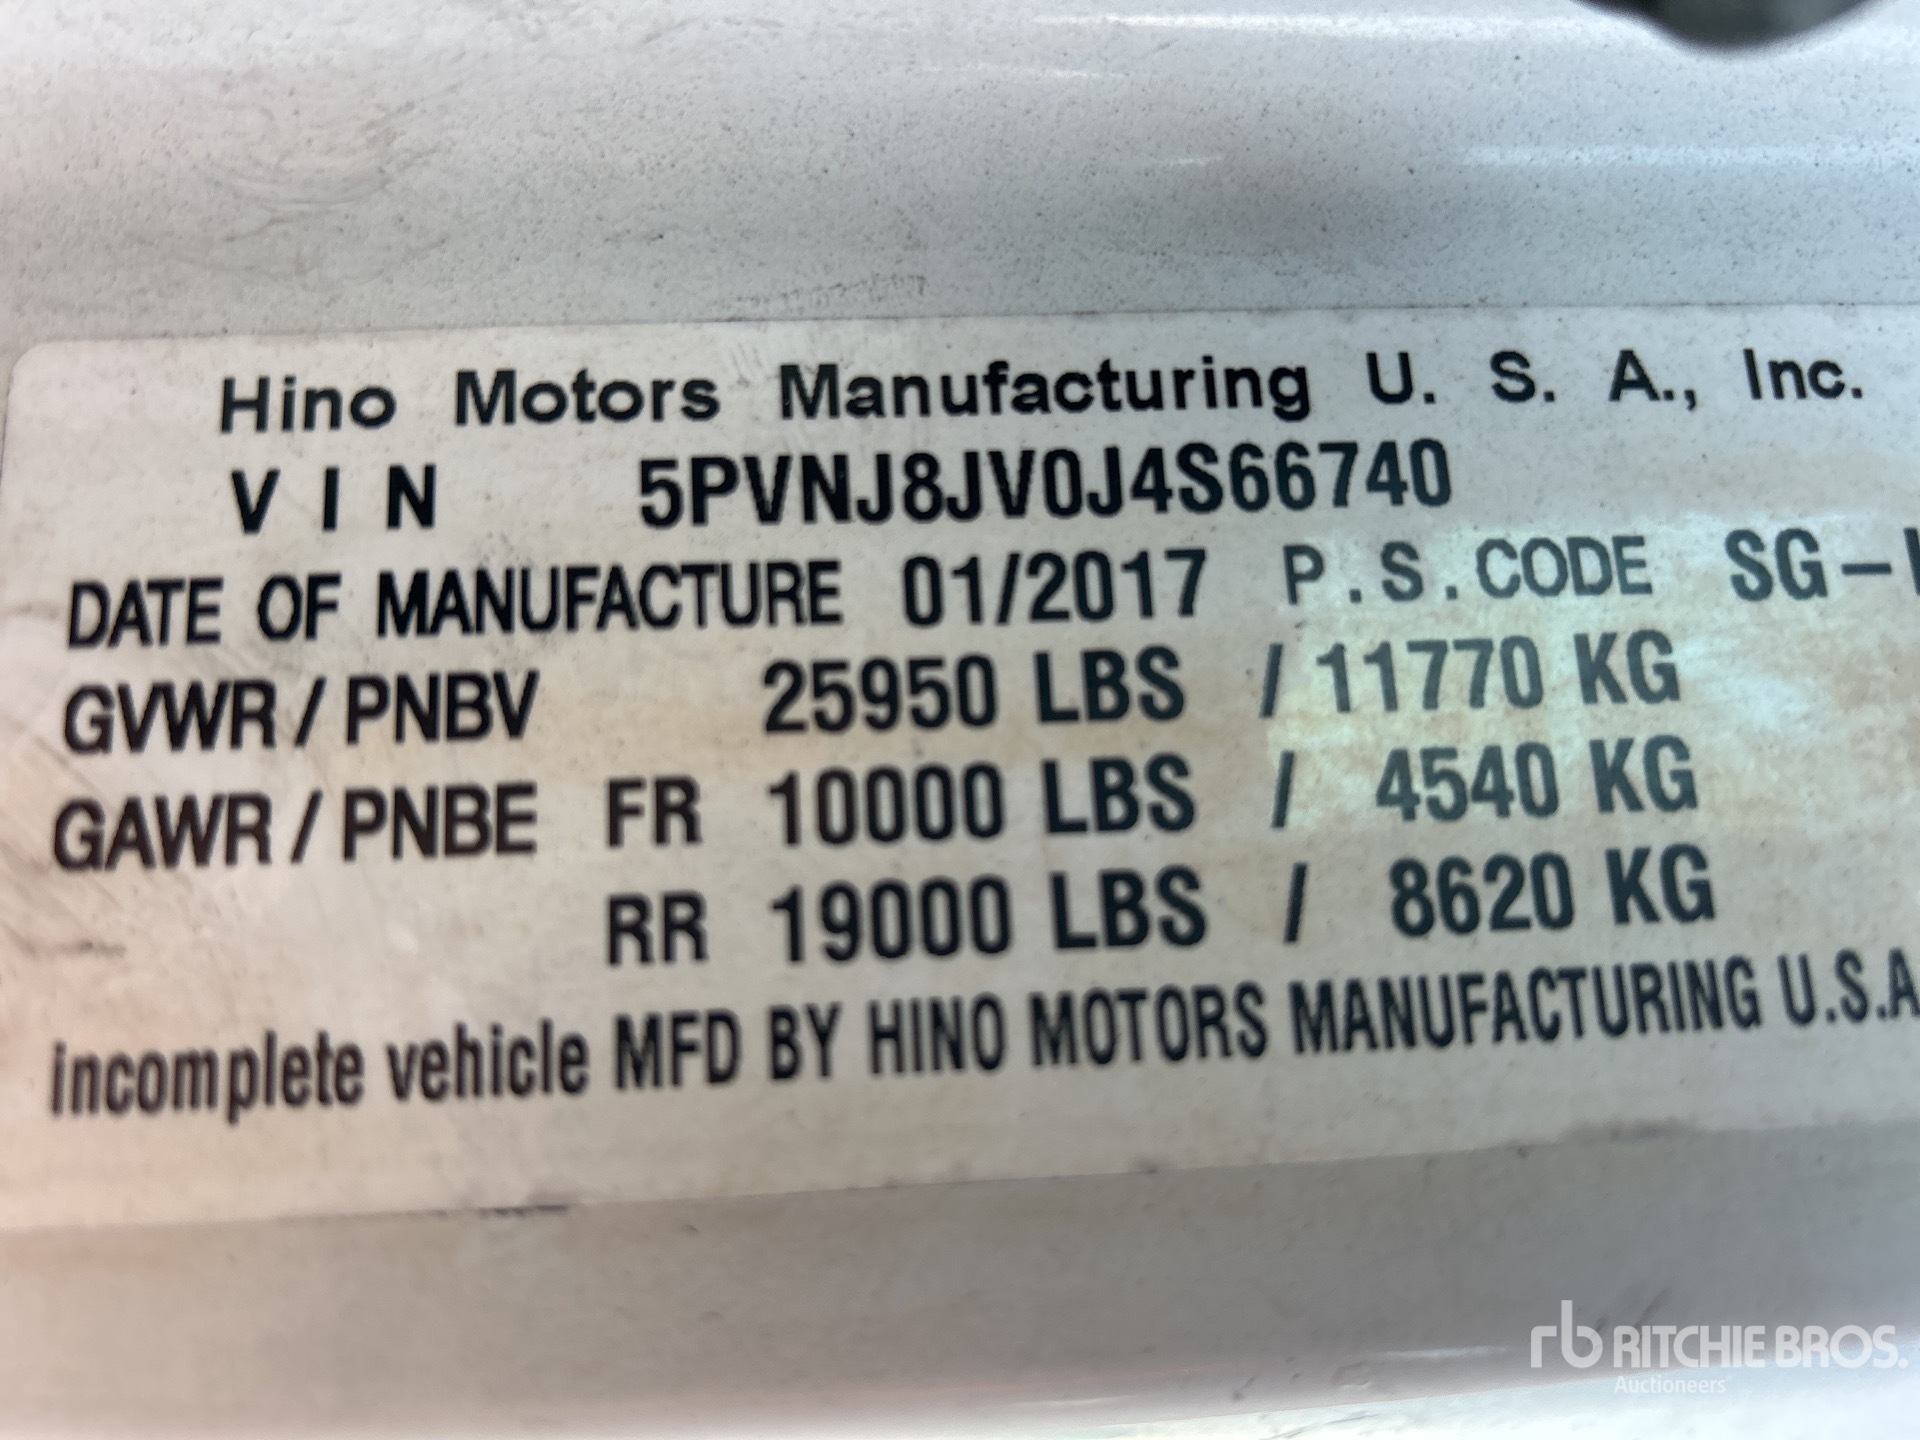 Hino Motors Manufacturing U. S. A., Inc.
V I N 5PVNJ8JV0J4S66740
DATE OF MANUFACTURE 01/2017 P.S.CODE SG-
GVWR / PNBV 25950 LBS / 11770 KG
GAWR / PNBE FR 10000 LBS / 4540 KG
RR 19000 LBS / 8620 KG
incomplete vehicle MFD BY HINO MOTORS MANUFACTURING U.S.A
rb RITCHIE BROS.
Auctioneers